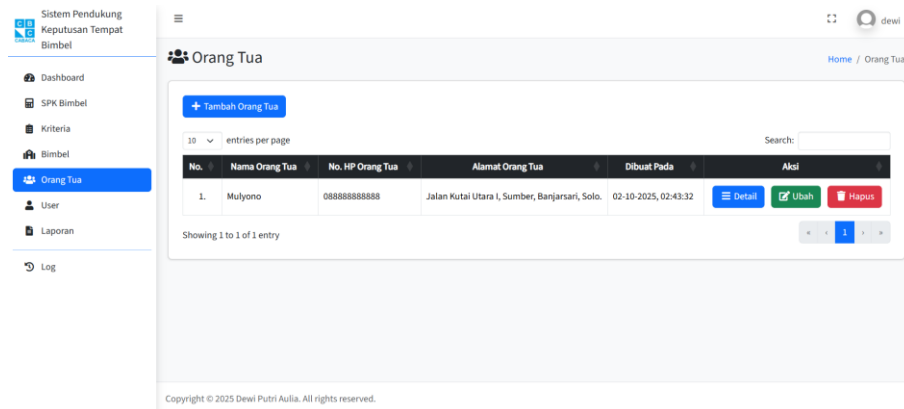 Sistem Pendukung
Keputusan Tempat
Bimbel
CABACA
dewi
Dashboard
SPK Bimbel
Kriteria
Bimbel
Orang Tua
User
Laporan
Log
Orang Tua
Home / Orang Tua
+ Tambah Orang Tua
10 entries per page
Search:
No. Nama Orang Tua No. HP Orang Tua Alamat Orang Tua Dibuat Pada Aksi
1. Mulyono 088888888888 Jalan Kutai Utara I, Sumber, Banjarsari, Solo. 02-10-2025, 02:43:32 Detail Ubah Hapus
Showing 1 to 1 of 1 entry
« ‹ 1 › »
Copyright © 2025 Dewi Putri Aulia. All rights reserved.